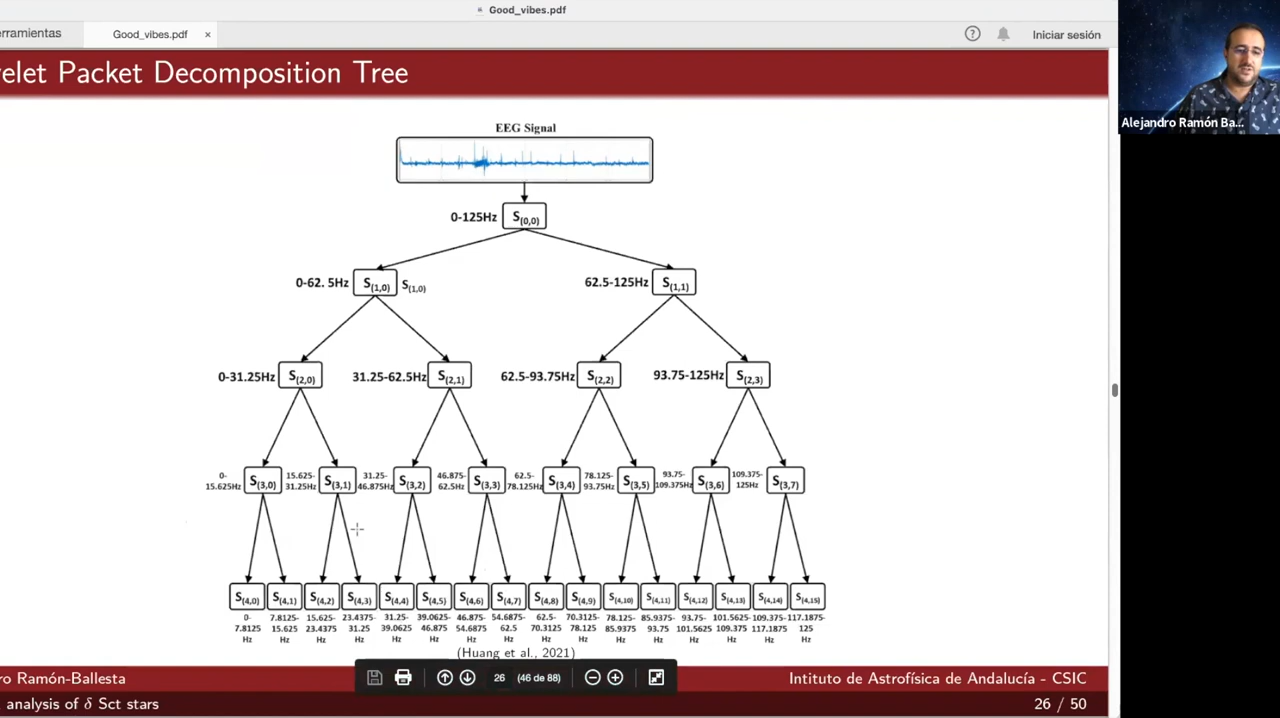 Good_vibes.pdf
erramientas
Good_vibes.pdf ×
? Iniciar sesión
elet Packet Decomposition Tree
Alejandro Ramón Ba...
EEG Signal
0-125Hz S(0,0)
0-62. 5Hz S(1,0) S(1,0) 62.5-125Hz S(1,1)
0-31.25Hz S(2,0) 31.25-62.5Hz S(2,1) 62.5-93.75Hz S(2,2) 93.75-125Hz S(2,3)
0-15.625Hz S(3,0) 15.625-31.25Hz S(3,1) 31.25-46.875Hz S(3,2) 46.875-62.5Hz S(3,3) 62.5-78.125Hz S(3,4) 78.125-93.75Hz S(3,5) 93.75-109.375Hz S(3,6) 109.375-125Hz S(3,7)
S(4,0) S(4,1) S(4,2) S(4,3) S(4,4) S(4,5) S(4,6) S(4,7) S(4,8) S(4,9) S(4,10) S(4,11) S(4,12) S(4,13) S(4,14) S(4,15)
0- 7.8125- 15.625- 23.4375- 31.25- 39.0625- 46.875- 54.6875- 62.5- 70.3125- 78.125- 85.9375- 93.75- 101.5625- 109.375- 117.1875-
7.8125 15.625 23.4375 31.25 39.0625 46.875 54.6875 62.5 70.3125 78.125 85.9375 93.75 101.5625 109.375 117.1875 125
Hz Hz Hz Hz Hz Hz Hz Hz Hz Hz Hz Hz Hz Hz Hz Hz
(Huang et al., 2021)
26 (46 de 88)
ro Ramón-Ballesta Instituto de Astrofísica de Andalucía - CSIC
analysis of δ Sct stars 26 / 50